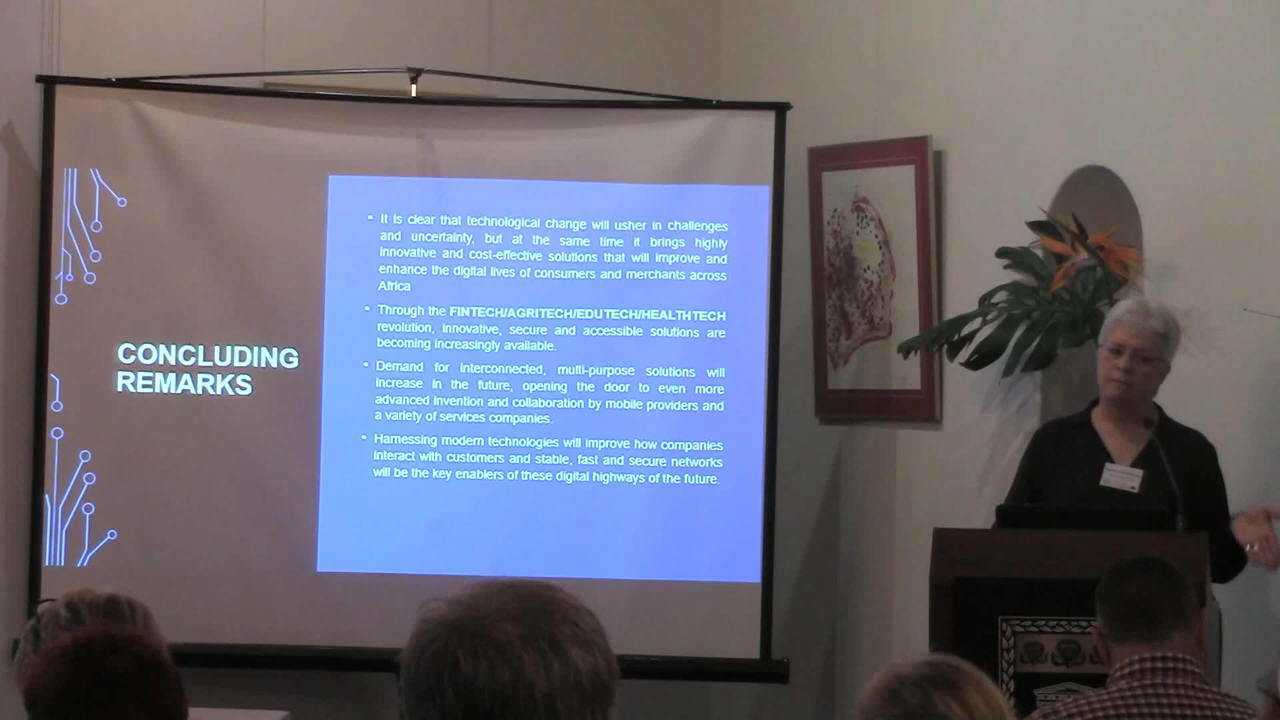 CONCLUDING
REMARKS
▪ It is clear that technological change will usher in challenges
and uncertainty, but at the same time it brings highly
innovative and cost-effective solutions that will improve and
enhance the digital lives of consumers and merchants across
Africa
▪ Through the FINTECH/AGRITECH/EDUTECH/HEALTHTECH
revolution, innovative, secure and accessible solutions are
becoming increasingly available.
▪ Demand for interconnected, multi-purpose solutions will
increase in the future, opening the door to even more
advanced invention and collaboration by mobile providers and
a variety of services companies.
▪ Harnessing modern technologies will improve how companies
interact with customers and stable, fast and secure networks
will be the key enablers of these digital highways of the future.